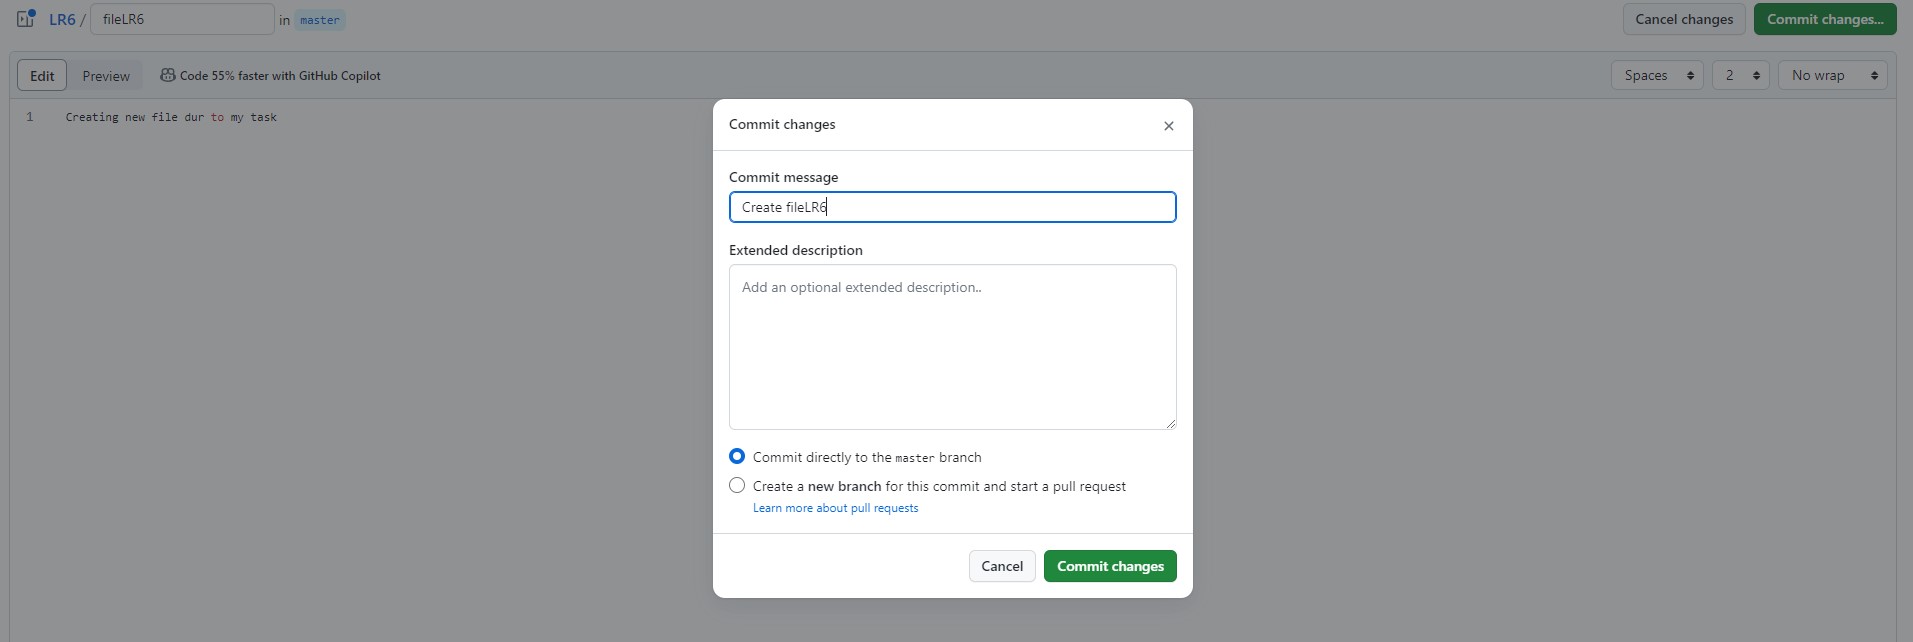 LR6 / fileLR6 in master Cancel changes Commit changes...
Edit Preview Code 55% faster with GitHub Copilot Spaces 2 No wrap
1 Creating new file dur to my task
Commit changes
Commit message
Create fileLR6
Extended description
Add an optional extended description..
Commit directly to the master branch
Create a new branch for this commit and start a pull request
Learn more about pull requests
Cancel Commit changes